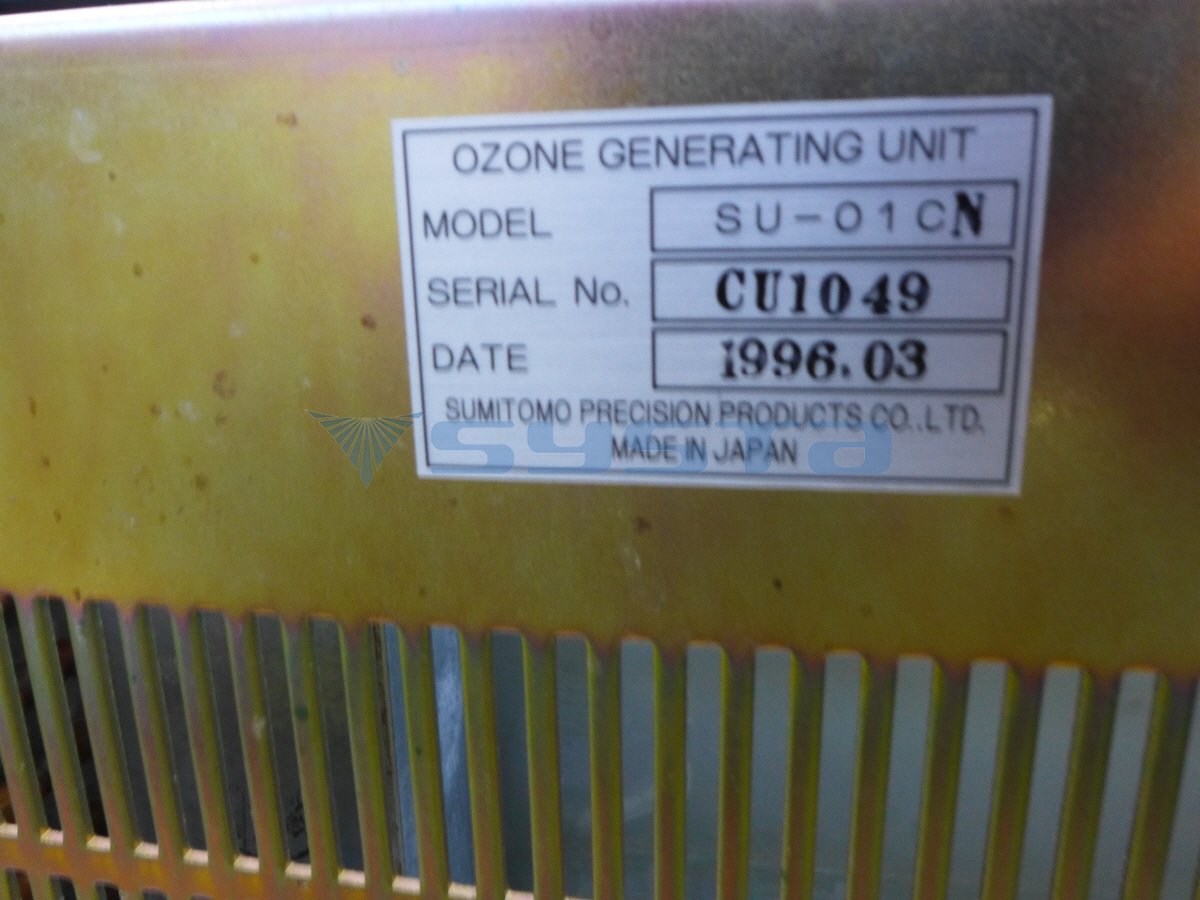 OZONE GENERATING UNIT
MODEL SU-01CN
SERIAL No. CU1049
DATE 1996.03
SUMITOMO PRECISION PRODUCTS CO.,LTD.
MADE IN JAPAN
systa